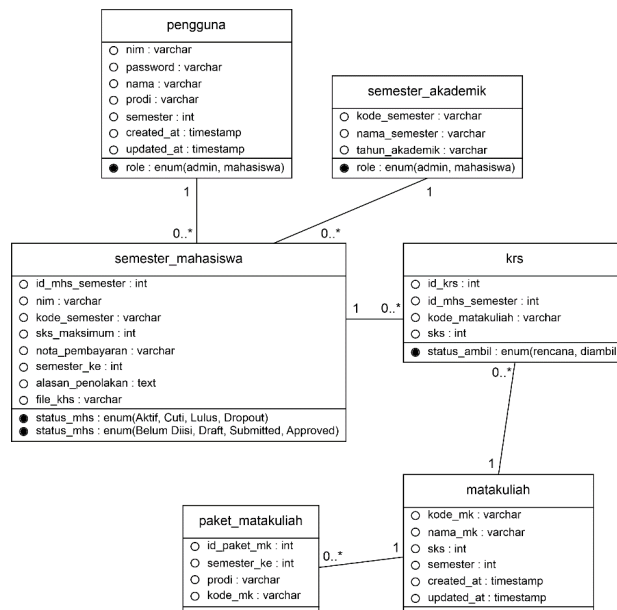 pengguna
nim : varchar
password : varchar
nama : varchar
prodi : varchar
semester : int
created_at : timestamp
updated_at : timestamp
role : enum(admin, mahasiswa)
semester_akademik
kode_semester : varchar
nama_semester : varchar
tahun_akademik : varchar
role : enum(admin, mahasiswa)
1
1
0..*
0..*
semester_mahasiswa
id_mhs_semester : int
nim : varchar
kode_semester : varchar
sks_maksimum : int
nota_pembayaran : varchar
semester_ke : int
alasan_penolakan : text
file_khs : varchar
status_mhs : enum(Aktif, Cuti, Lulus, Dropout)
status_mhs : enum(Belum Diisi, Draft, Submitted, Approved)
1
0..*
krs
id_krs : int
id_mhs_semester : int
kode_matakuliah : varchar
sks : int
status_ambil : enum(rencana, diambil
0..*
1
matakuliah
kode_mk : varchar
nama_mk : varchar
sks : int
semester : int
created_at : timestamp
updated_at : timestamp
paket_matakuliah
id_paket_mk : int
semester_ke : int
prodi : varchar
kode_mk : varchar
0..*
1